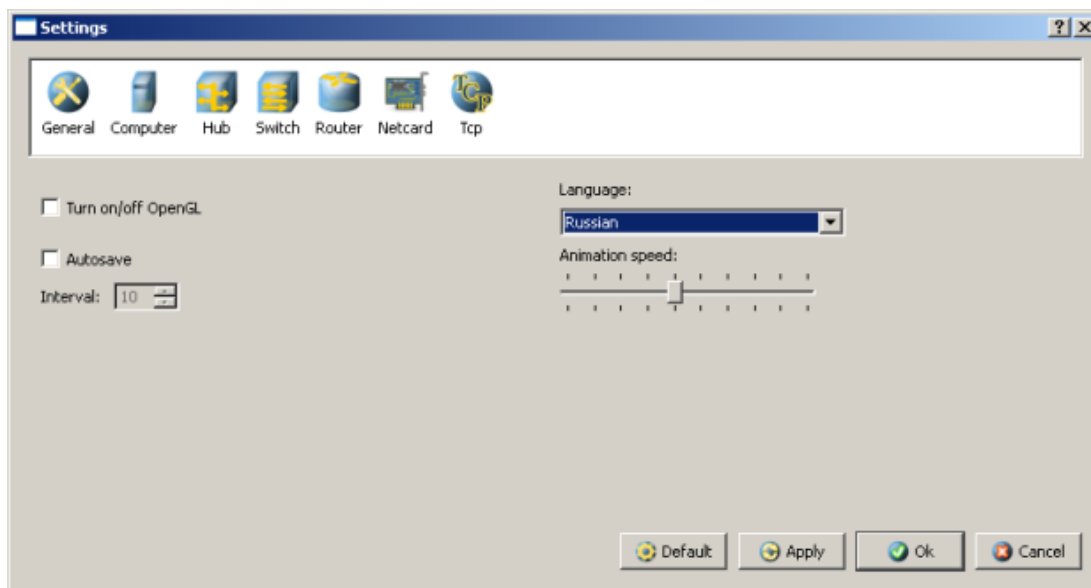 Settings
General Computer Hub Switch Router Netcard Tcp
Turn on/off OpenGL
Autosave
Interval: 10
Language:
Russian
Animation speed:
Default Apply Ok Cancel